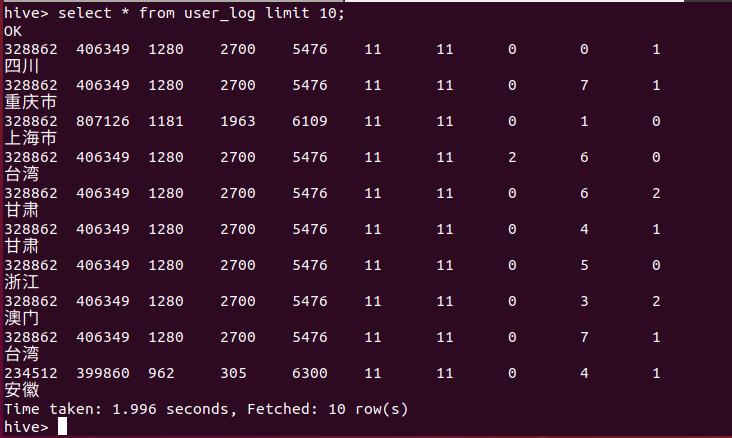 hive> select * from user_log limit 10;
OK
328862 406349 1280 2700 5476 11 11 0 0 1
四川
328862 406349 1280 2700 5476 11 11 0 7 1
重庆市
328862 807126 1181 1963 6109 11 11 0 1 0
上海市
328862 406349 1280 2700 5476 11 11 2 6 0
台湾
328862 406349 1280 2700 5476 11 11 0 6 2
甘肃
328862 406349 1280 2700 5476 11 11 0 4 1
甘肃
328862 406349 1280 2700 5476 11 11 0 5 0
浙江
328862 406349 1280 2700 5476 11 11 0 3 2
澳门
328862 406349 1280 2700 5476 11 11 0 7 1
台湾
234512 399860 962 305 6300 11 11 0 4 1
安徽
Time taken: 1.996 seconds, Fetched: 10 row(s)
hive>